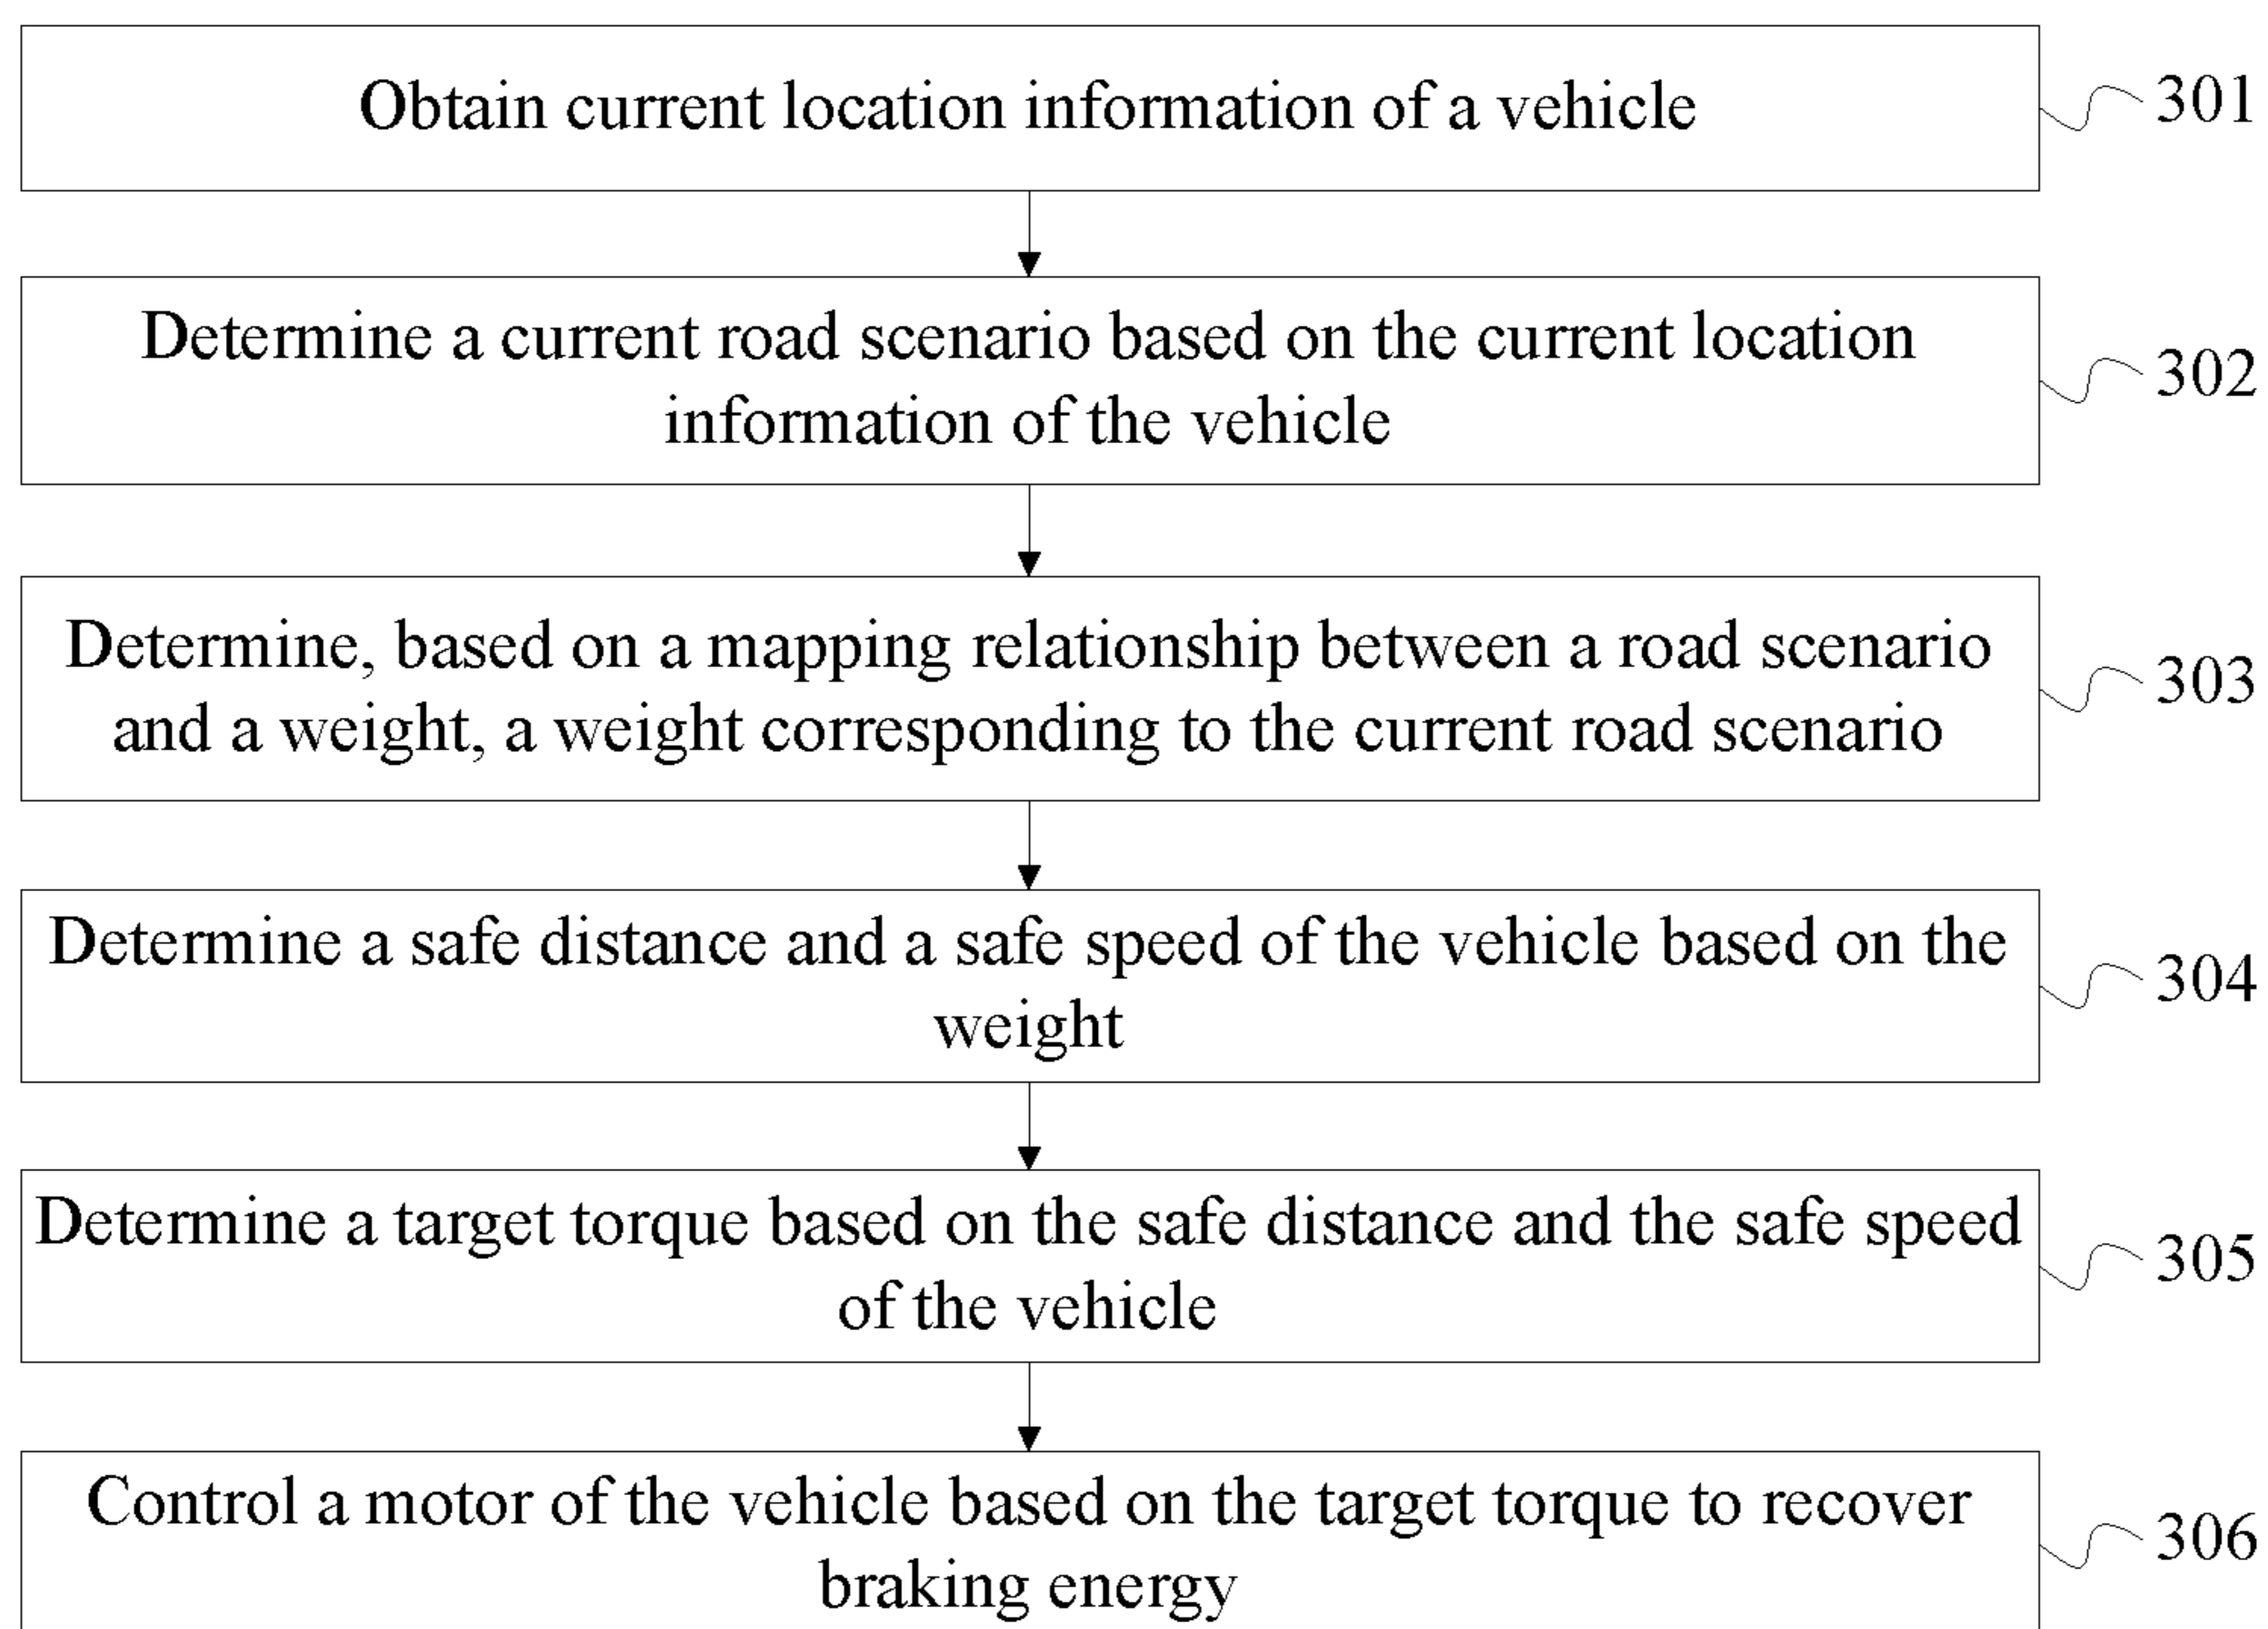 Obtain current location information of a vehicle
301
Determine a current road scenario based on the current location
information of the vehicle
302
Determine, based on a mapping relationship between a road scenario
and a weight, a weight corresponding to the current road scenario
303
Determine a safe distance and a safe speed of the vehicle based on the
weight
304
Determine a target torque based on the safe distance and the safe speed
of the vehicle
305
Control a motor of the vehicle based on the target torque to recover
braking energy
306